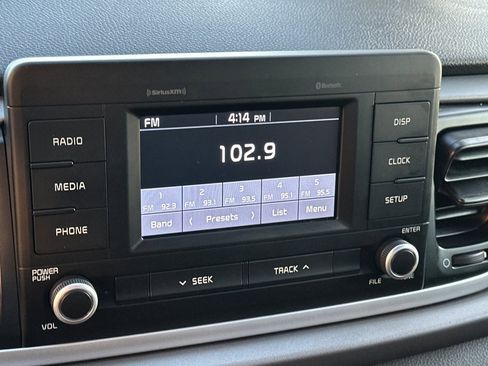 SiriusXM Bluetooth
FM 4:14 PM
RADIO DISP
102.9
MEDIA CLOCK
1 2 3 4 5
FM 92.3 FM 93.1 FM 93.5 FM 95.1 FM 95.5
Band Presets List Menu
PHONE SETUP
ENTER
POWER
PUSH
SEEK TRACK
VOL FILE